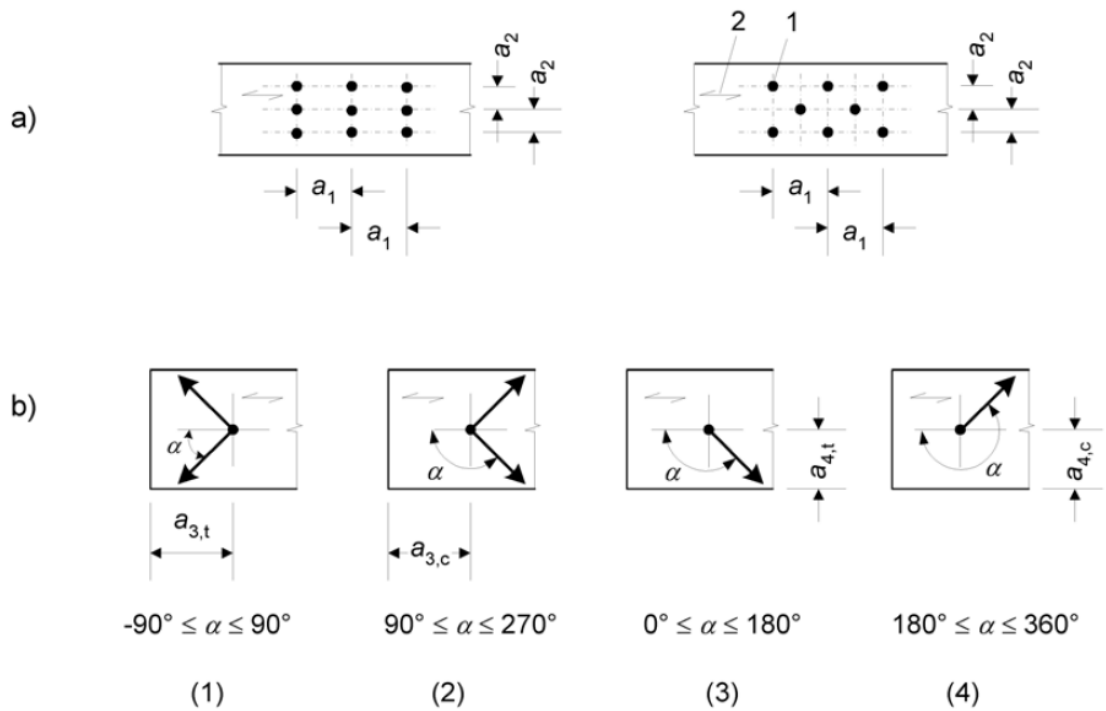 a)
a₂
a₂
a₁
a₁
2
1
a₂
a₂
a₁
a₁
b)
α
a₃,t
α
a₃,c
α
a₄,t
α
a₄,c
-90° ≤ α ≤ 90°
90° ≤ α ≤ 270°
0° ≤ α ≤ 180°
180° ≤ α ≤ 360°
(1)
(2)
(3)
(4)